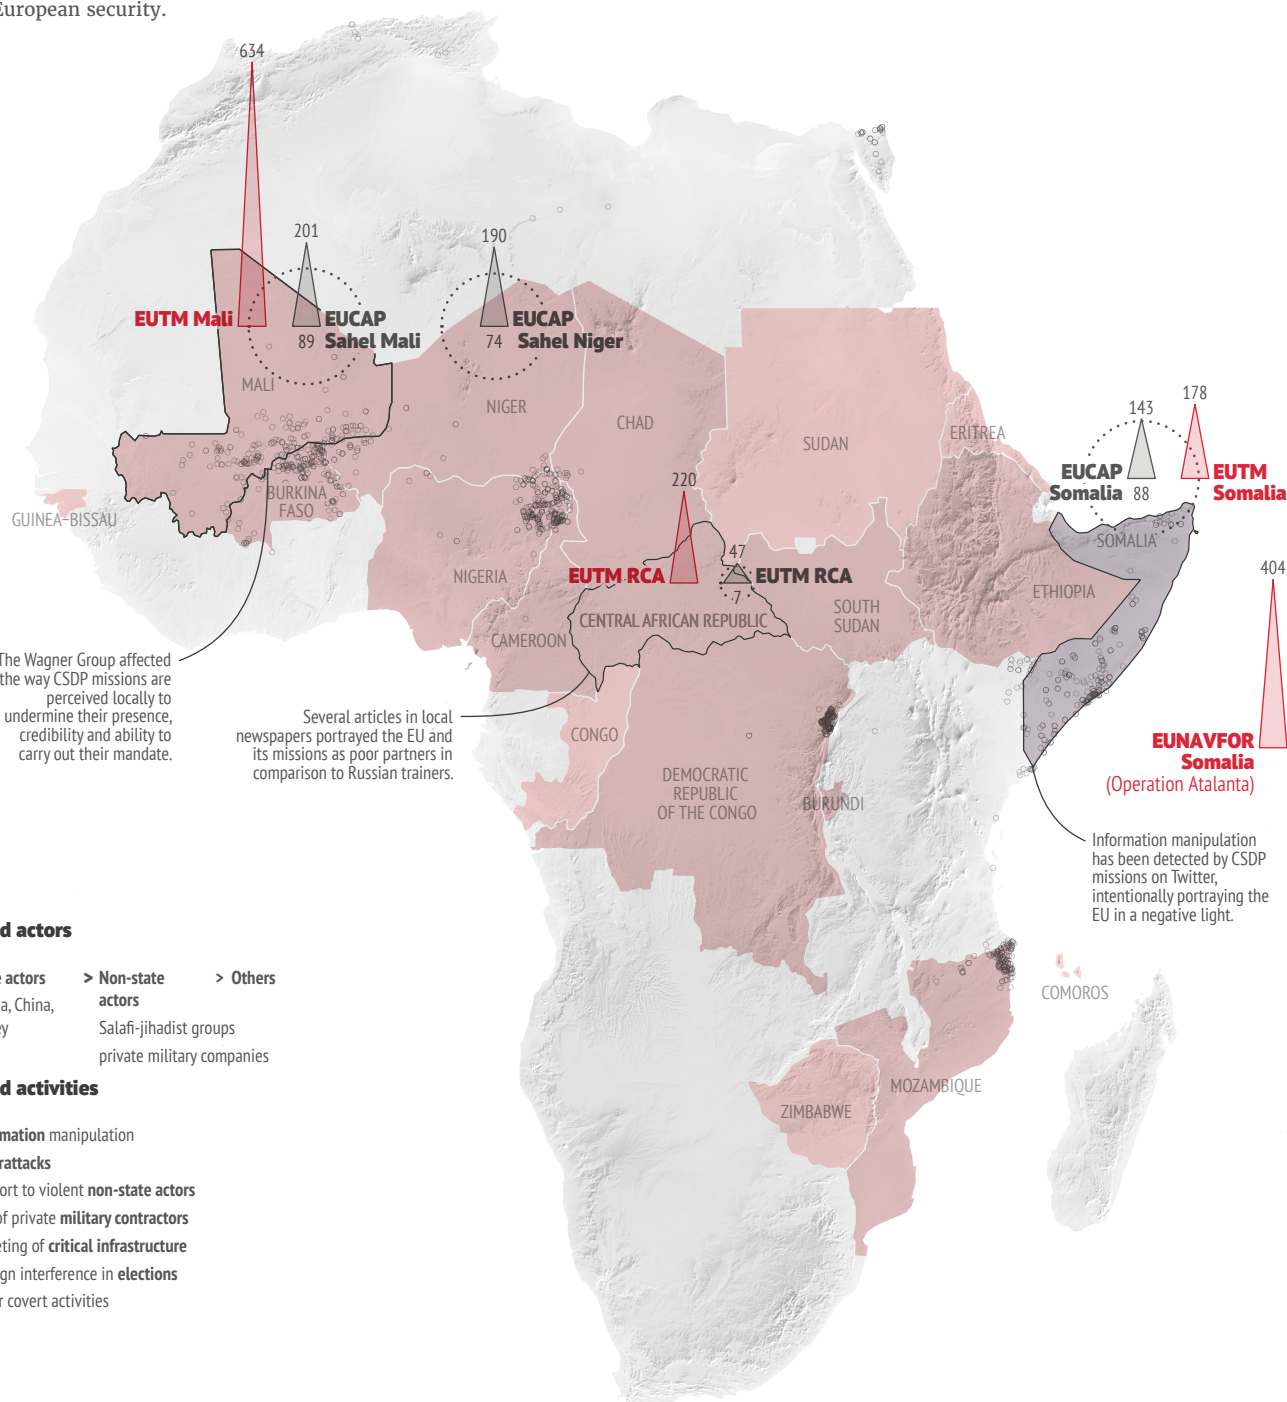 European security.
634
201
190
EUTM Mali
EUCAP
Sahel Mali
89
EUCAP
Sahel Niger
74
MALI
NIGER
CHAD
SUDAN
ERITREA
143
178
EUCAP
Somalia
88
EUTM
Somalia
SOMALIA
BURKINA
FASO
GUINEA-BISSAU
220
47
EUTM RCA
EUTM RCA
7
404
NIGERIA
CENTRAL AFRICAN REPUBLIC
SOUTH
SUDAN
ETHIOPIA
CAMEROON
The Wagner Group affected
the way CSDP missions are
perceived locally to
undermine their presence,
credibility and ability to
carry out their mandate.
Several articles in local
newspapers portrayed the EU and
its missions as poor partners in
comparison to Russian trainers.
CONGO
DEMOCRATIC
REPUBLIC
OF THE CONGO
BURUNDI
EUNAVFOR
Somalia
(Operation Atalanta)
Information manipulation
has been detected by CSDP
missions on Twitter,
intentionally portraying the
EU in a negative light.
COMOROS
MOZAMBIQUE
ZIMBABWE
actors
actors
China,
> Non-state
actors
Salafi-jihadist groups
private military companies
> Others
activities
manipulation
to violent non-state actors
of private military contractors
of critical infrastructure
interference in elections
covert activities